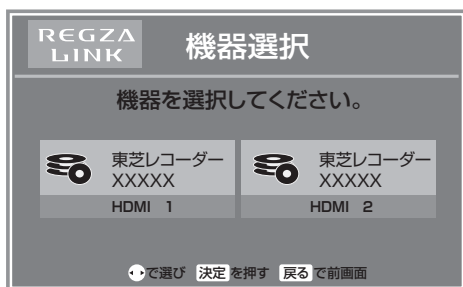 REGZA
LINK
機器選択
機器を選択してください。
東芝レコーダー
XXXXX
HDMI 1
東芝レコーダー
XXXXX
HDMI 2
で選び 決定 を押す 戻る で前画面